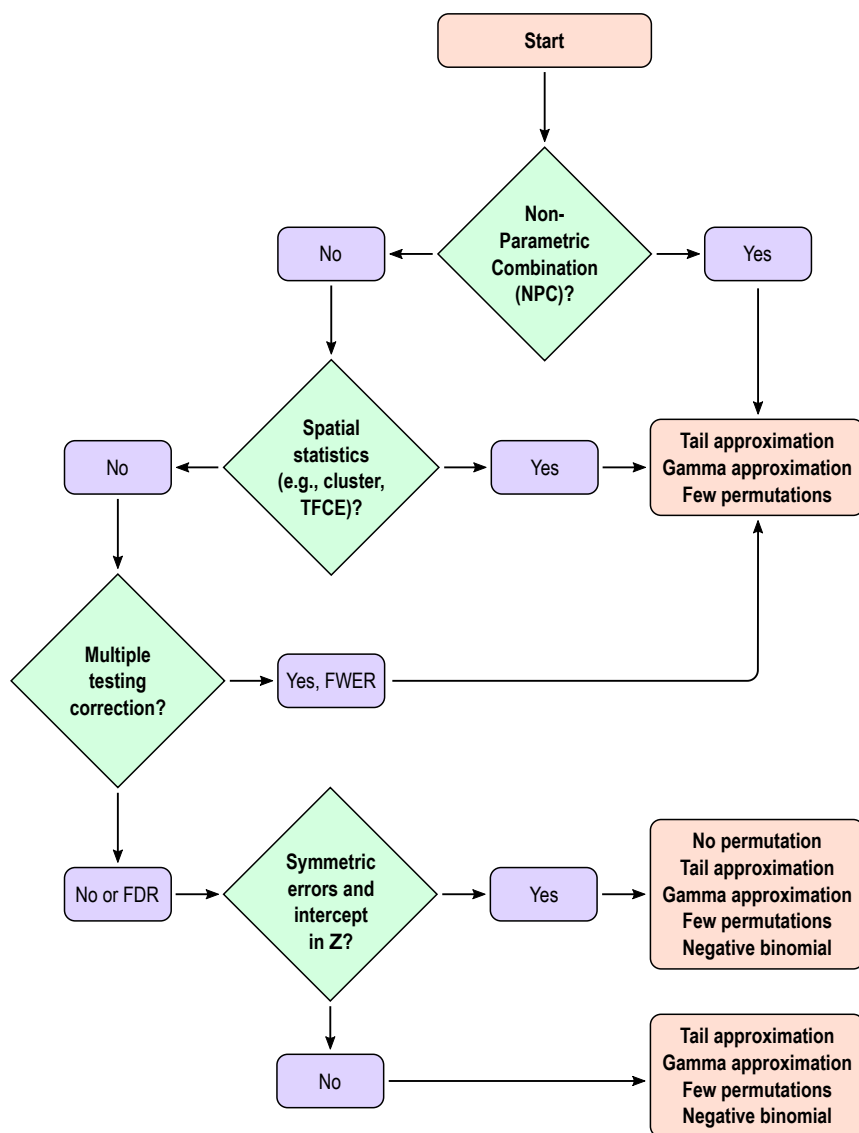 Start
Non-
Parametric
Combination
(NPC)?
No
Yes
Spatial
statistics
(e.g., cluster,
TFCE)?
No
Yes
Tail approximation
Gamma approximation
Few permutations
Multiple
testing
correction?
Yes, FWER
No or FDR
Symmetric
errors and
intercept
in Z?
Yes
No permutation
Tail approximation
Gamma approximation
Few permutations
Negative binomial
No
Tail approximation
Gamma approximation
Few permutations
Negative binomial